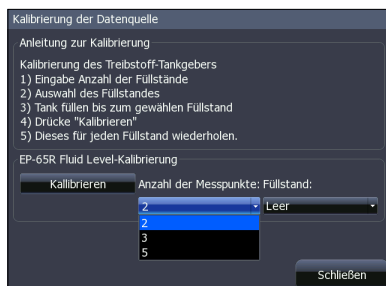 Kalibrierung der Datenquelle
Anleitung zur Kalibrierung
Kalibrierung des Treibstoff-Tankgebers
1) Eingabe Anzahl der Füllstände
2) Auswahl des Füllstandes
3) Tank füllen bis zum gewählen Füllstand
4) Drücke "Kalibrieren"
5) Dieses für jeden Füllstand wiederholen.
EP-65R Fluid Level-Kalibrierung
Kallibrieren
Anzahl der Messpunkte: Füllstand:
2
Leer
2
3
5
Schließen